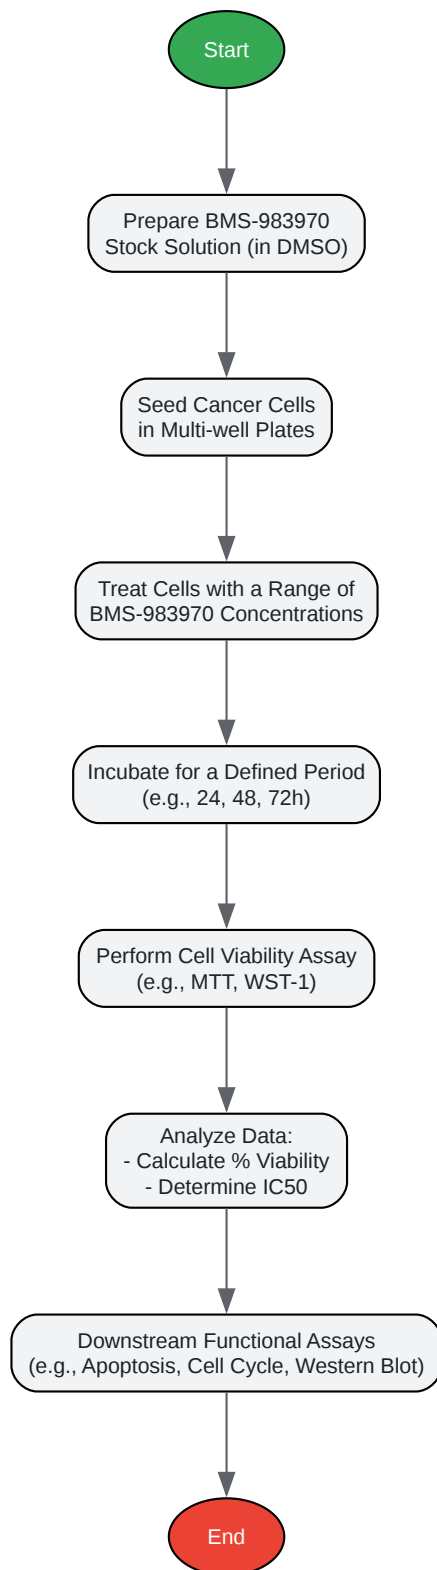 Start
Prepare BMS-983970
Stock Solution (in DMSO)
Seed Cancer Cells
in Multi-well Plates
Treat Cells with a Range of
BMS-983970 Concentrations
Incubate for a Defined Period
(e.g., 24, 48, 72h)
Perform Cell Viability Assay
(e.g., MTT, WST-1)
Analyze Data:
- Calculate % Viability
- Determine IC50
Downstream Functional Assays
(e.g., Apoptosis, Cell Cycle, Western Blot)
End